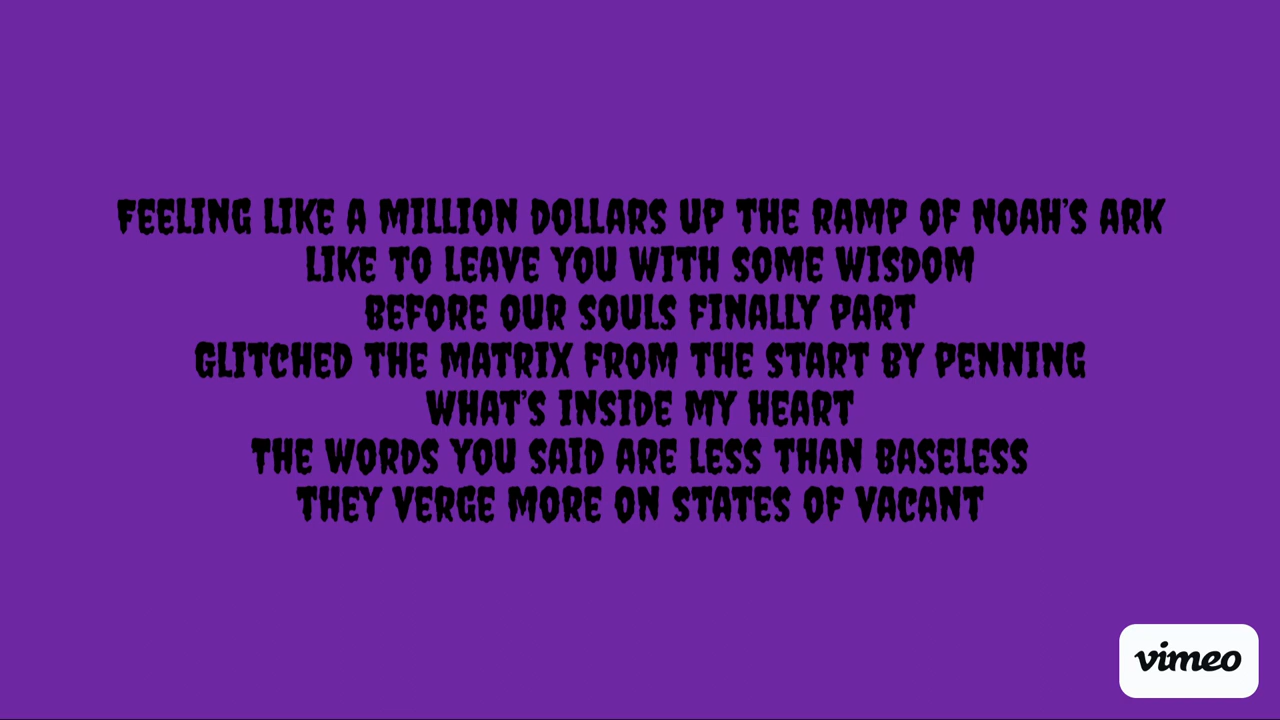 FEELING LIKE A MILLION DOLLARS UP THE RAMP OF NOAH'S ARK
LIKE TO LEAVE YOU WITH SOME WISDOM
BEFORE OUR SOULS FINALLY PART
GLITCHED THE MATRIX FROM THE START BY PENNING
WHAT'S INSIDE MY HEART
THE WORDS YOU SAID ARE LESS THAN BASELESS
THEY VERGE MORE ON STATES OF VACANT
vimeo